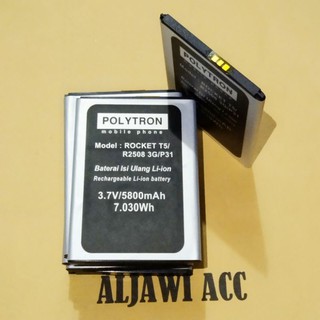 POLYTRON
mobile phone
Model : ROCKET T5/
R2508 3G/P31
Baterai Isi Ulang Li-ion
Rechargeable Li-ion battery
3.7V/5800mAh
7.030Wh
ALJAWI ACC